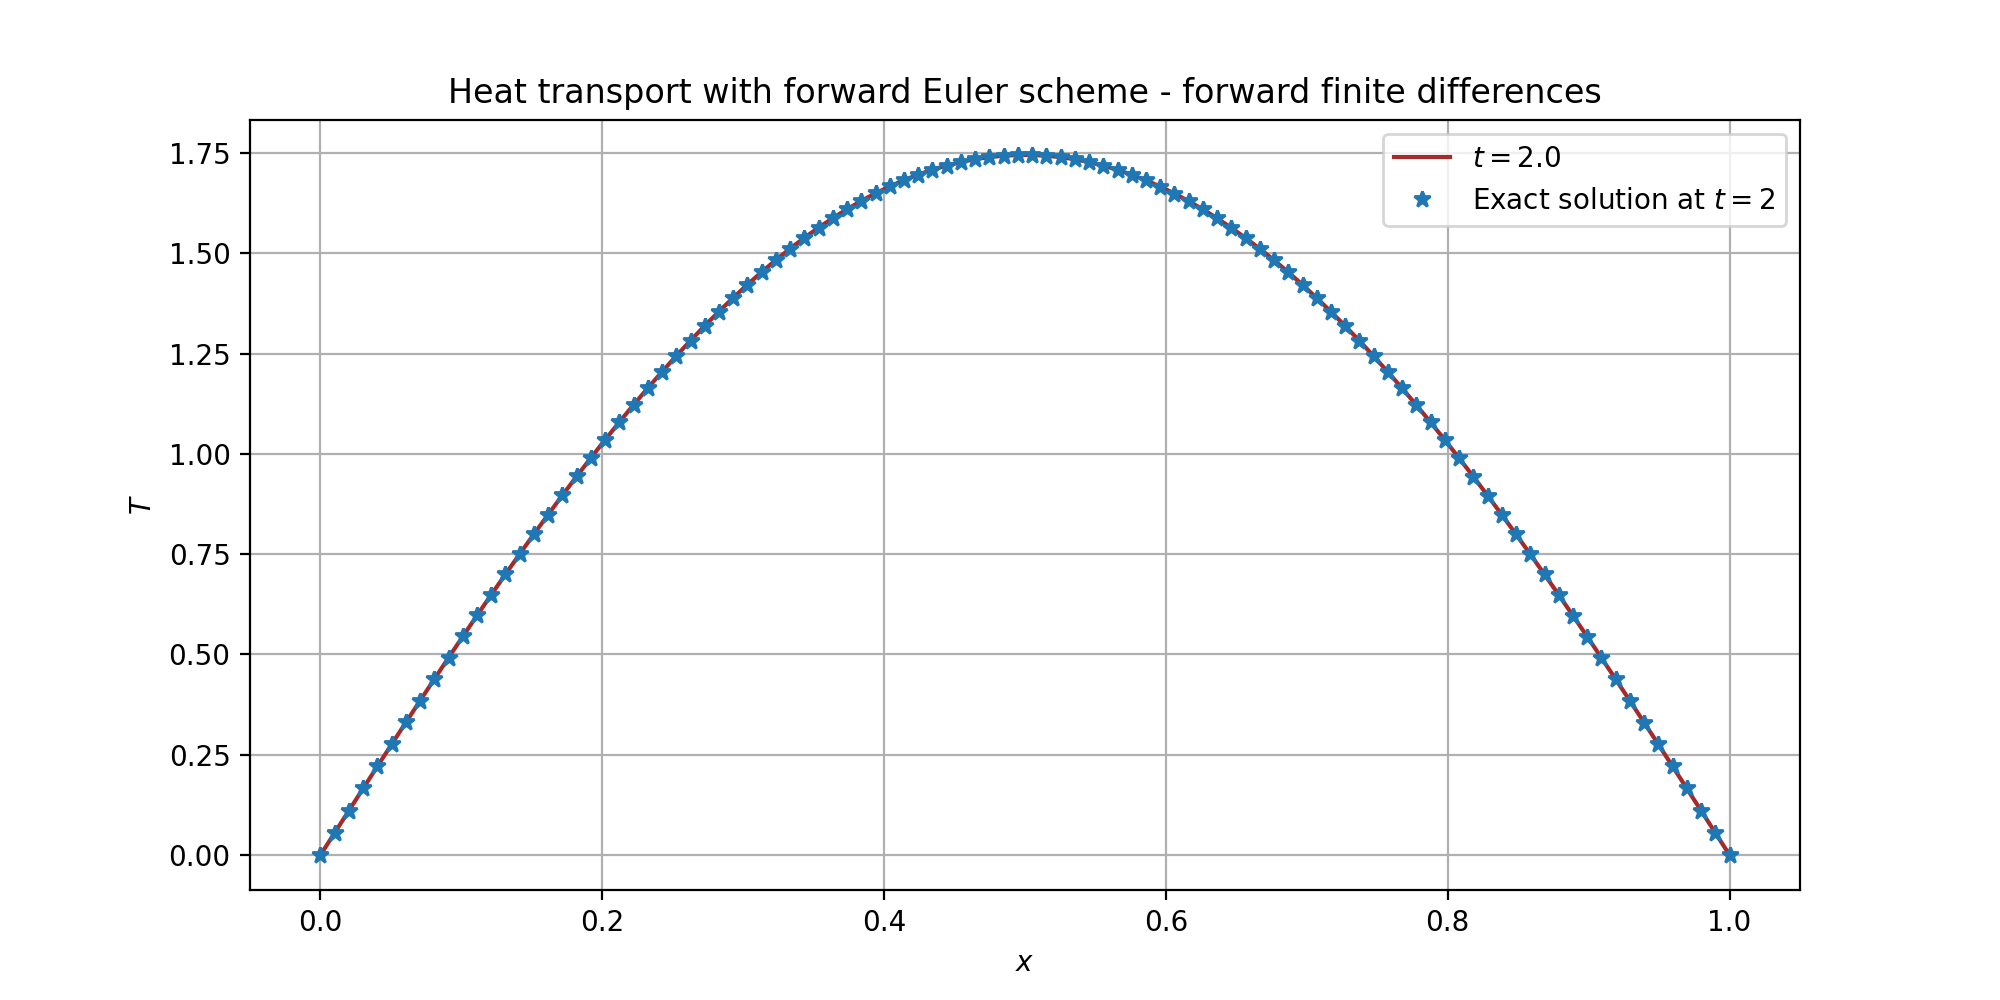 Heat transport with forward Euler scheme - forward finite differences
t = 2.0
Exact solution at t = 2
1.75
1.50
1.25
1.00
0.75
0.50
0.25
0.00
T
0.0 0.2 0.4 0.6 0.8 1.0
x